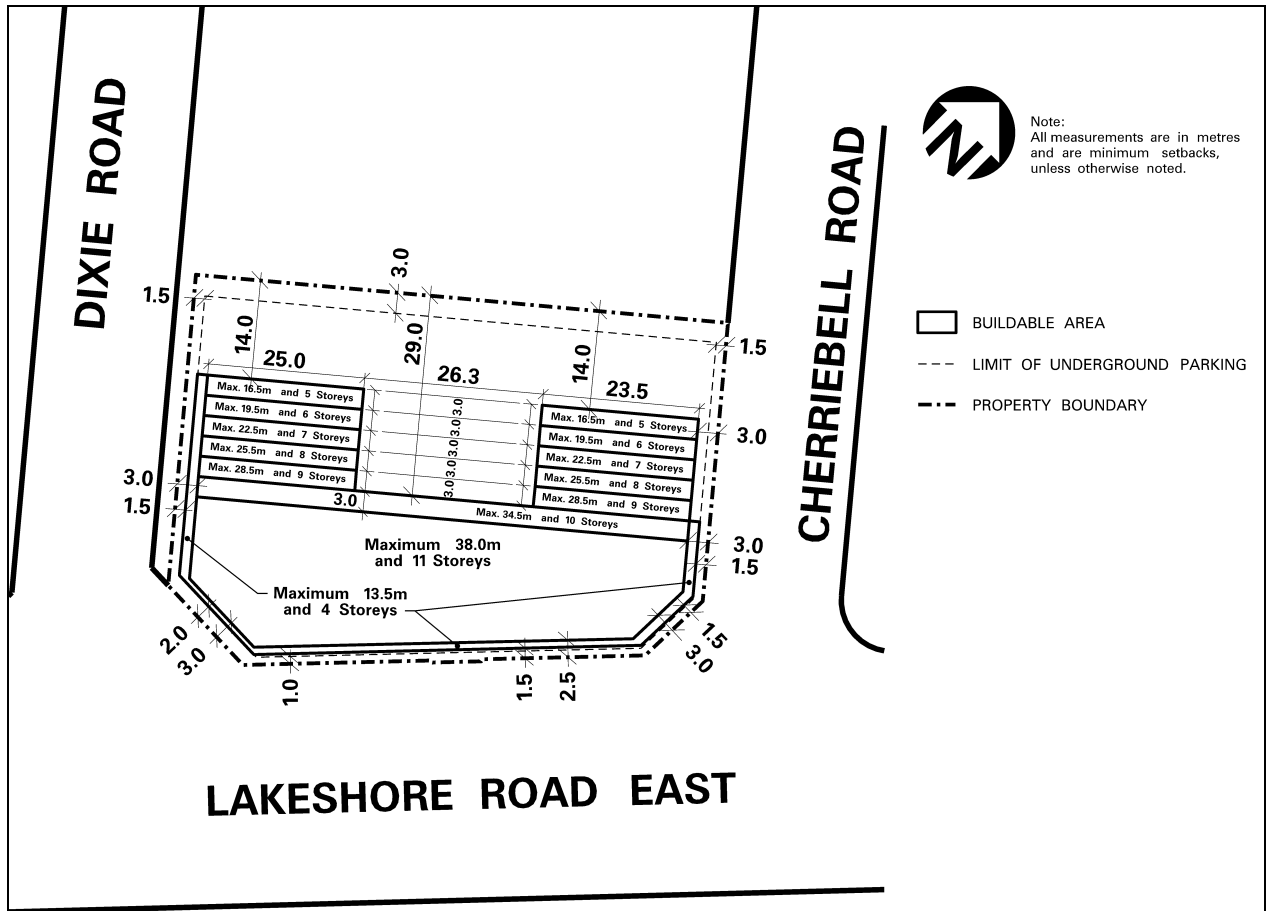 DIXIE ROAD
CHERRIEBELL ROAD
LAKESHORE ROAD EAST
N
Note:
All measurements are in metres
and are minimum setbacks,
unless otherwise noted.
BUILDABLE AREA
LIMIT OF UNDERGROUND PARKING
PROPERTY BOUNDARY
3.0
1.5
14.0
29.0
14.0
1.5
25.0
26.3
23.5
Max. 16.5m and 5 Storeys
Max. 19.5m and 6 Storeys
Max. 22.5m and 7 Storeys
Max. 25.5m and 8 Storeys
Max. 28.5m and 9 Storeys
3.0
3.0
3.0
3.0
3.0
Max. 16.5m and 5 Storeys
Max. 19.5m and 6 Storeys
Max. 22.5m and 7 Storeys
Max. 25.5m and 8 Storeys
Max. 28.5m and 9 Storeys
3.0
3.0
1.5
3.0
Max. 34.5m and 10 Storeys
Maximum 38.0m
and 11 Storeys
3.0
1.5
Maximum 13.5m
and 4 Storeys
2.0
3.0
1.0
1.5
2.5
1.5
3.0